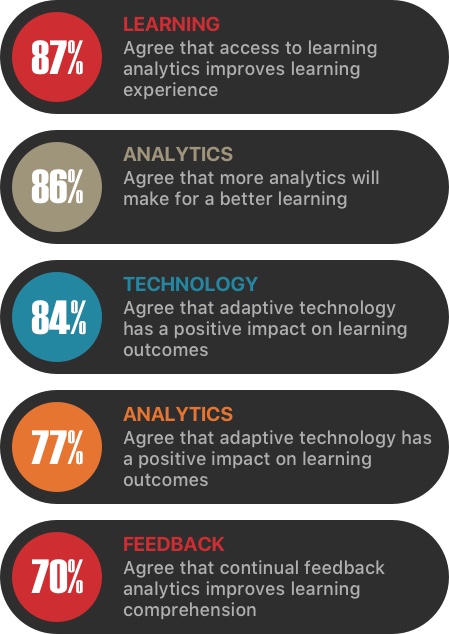 LEARNING
87%
Agree that access to learning
analytics improves learning
experience
ANALYTICS
86%
Agree that more analytics will
make for a better learning
TECHNOLOGY
84%
Agree that adaptive technology
has a positive impact on learning
outcomes
ANALYTICS
77%
Agree that adaptive technology has
a positive impact on learning
outcomes
FEEDBACK
70%
Agree that continual feedback
analytics improves learning
comprehension